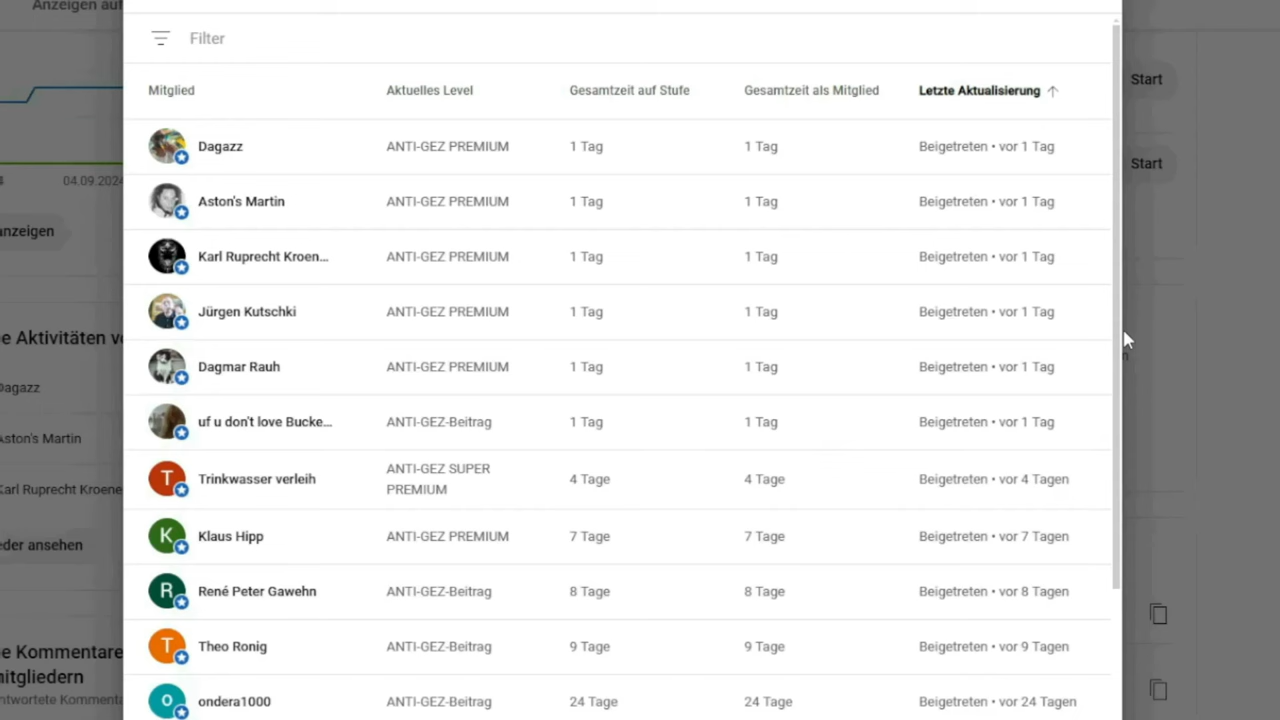 Anzeigen auf
Filter
Mitglied Aktuelles Level Gesamtzeit auf Stufe Gesamtzeit als Mitglied Letzte Aktualisierung
Start
Dagazz ANTI-GEZ PREMIUM 1 Tag 1 Tag Beigetreten • vor 1 Tag
Start
04.09.2024
Aston's Martin ANTI-GEZ PREMIUM 1 Tag 1 Tag Beigetreten • vor 1 Tag
anzeigen
Karl Ruprecht Kroen... ANTI-GEZ PREMIUM 1 Tag 1 Tag Beigetreten • vor 1 Tag
Jürgen Kutschki ANTI-GEZ PREMIUM 1 Tag 1 Tag Beigetreten • vor 1 Tag
e Aktivitäten v
Dagmar Rauh ANTI-GEZ PREMIUM 1 Tag 1 Tag Beigetreten • vor 1 Tag
Dagazz
uf u don't love Bucke... ANTI-GEZ-Beitrag 1 Tag 1 Tag Beigetreten • vor 1 Tag
Aston's Martin
Trinkwasser verleih ANTI-GEZ SUPER PREMIUM 4 Tage 4 Tage Beigetreten • vor 4 Tagen
Karl Ruprecht Kroene
Klaus Hipp ANTI-GEZ PREMIUM 7 Tage 7 Tage Beigetreten • vor 7 Tagen
eder ansehen
René Peter Gawehn ANTI-GEZ-Beitrag 8 Tage 8 Tage Beigetreten • vor 8 Tagen
Theo Ronig ANTI-GEZ-Beitrag 9 Tage 9 Tage Beigetreten • vor 9 Tagen
e Kommentare
mitgliedern
ntwortete Kommenta
ondera1000 ANTI-GEZ-Beitrag 24 Tage 24 Tage Beigetreten • vor 24 Tagen